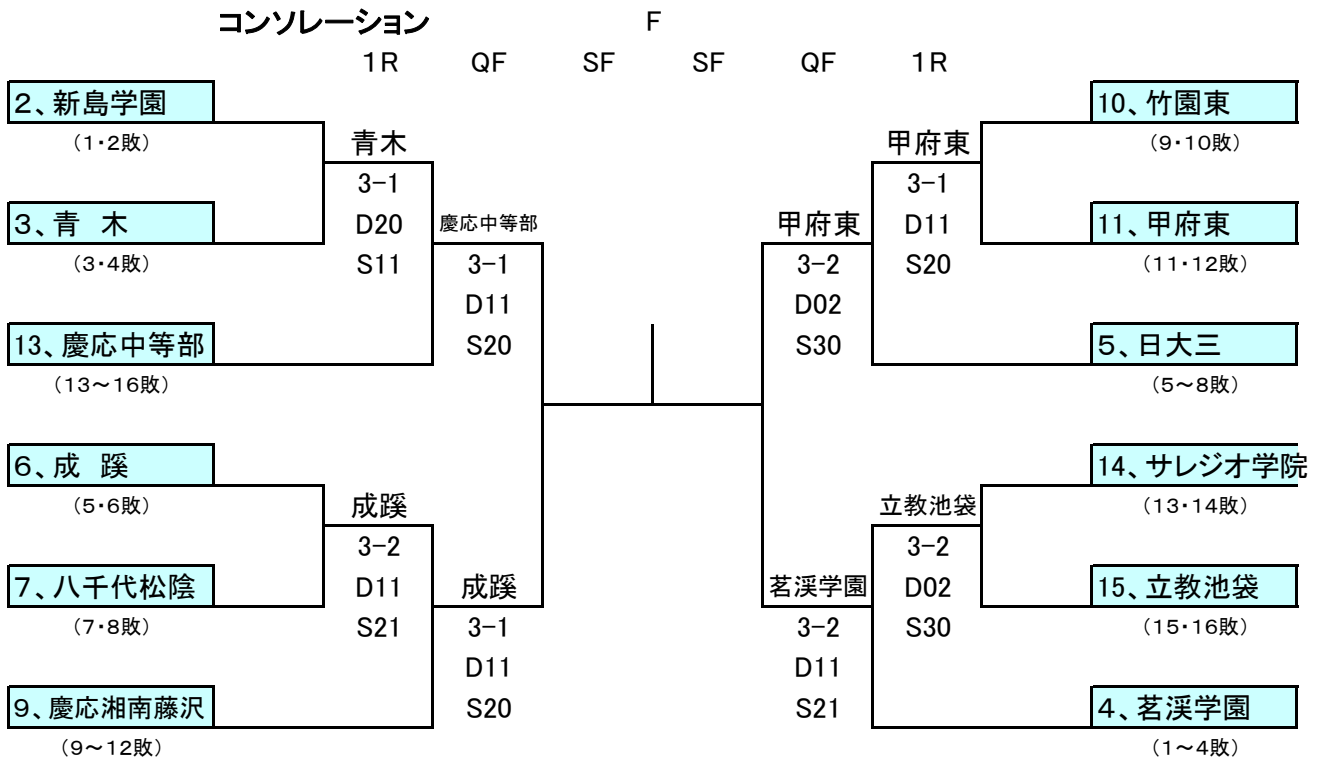 コンソレーション F
1R QF SF SF QF 1R
2、新島学園 10、竹園東
(1・2敗) 青木 甲府東 (9・10敗)
3-1 3-1
3、青 木 D20 慶応中等部 甲府東 D11 11、甲府東
(3・4敗) S11 3-1 3-2 S20 (11・12敗)
D11 D02
13、慶応中等部 S20 S30 5、日大三
(13～16敗) (5～8敗)
6、成 蹊 14、サレジオ学院
(5・6敗) 成蹊 立教池袋 (13・14敗)
3-2 3-2
7、八千代松陰 D11 成蹊 茗渓学園 D02 15、立教池袋
(7・8敗) S21 3-1 3-2 S30 (15・16敗)
D11 D11
9、慶応湘南藤沢 S20 S21 4、茗渓学園
(9～12敗) (1～4敗)